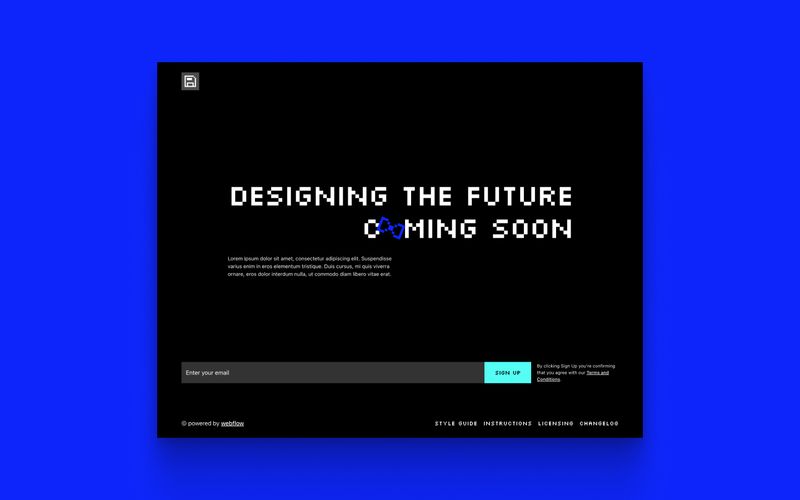 DESIGNING THE FUTURE
COMING SOON
Lorem ipsum dolor sit amet, consectetur adipiscing elit. Suspendisse
varius enim in eros elementum tristique. Duis cursus, mi quis viverra
ornare, eros dolor interdum nulla, ut commodo diam libero vitae erat.
Enter your email
SIGN UP
By clicking Sign Up you're confirming
that you agree with our Terms and
Conditions.
© powered by webflow
STYLE GUIDE INSTRUCTIONS LICENSING CHANGELOG